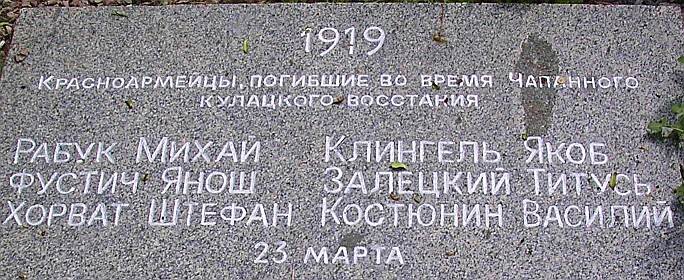 1919
Красноармейцы, погибшие во время Чапанного
кулацкого восстания
Рабук Михай Клингель Якоб
Фустич Янош Залецкий Титусь
Хорват Штефан Костюнин Василий
23 марта